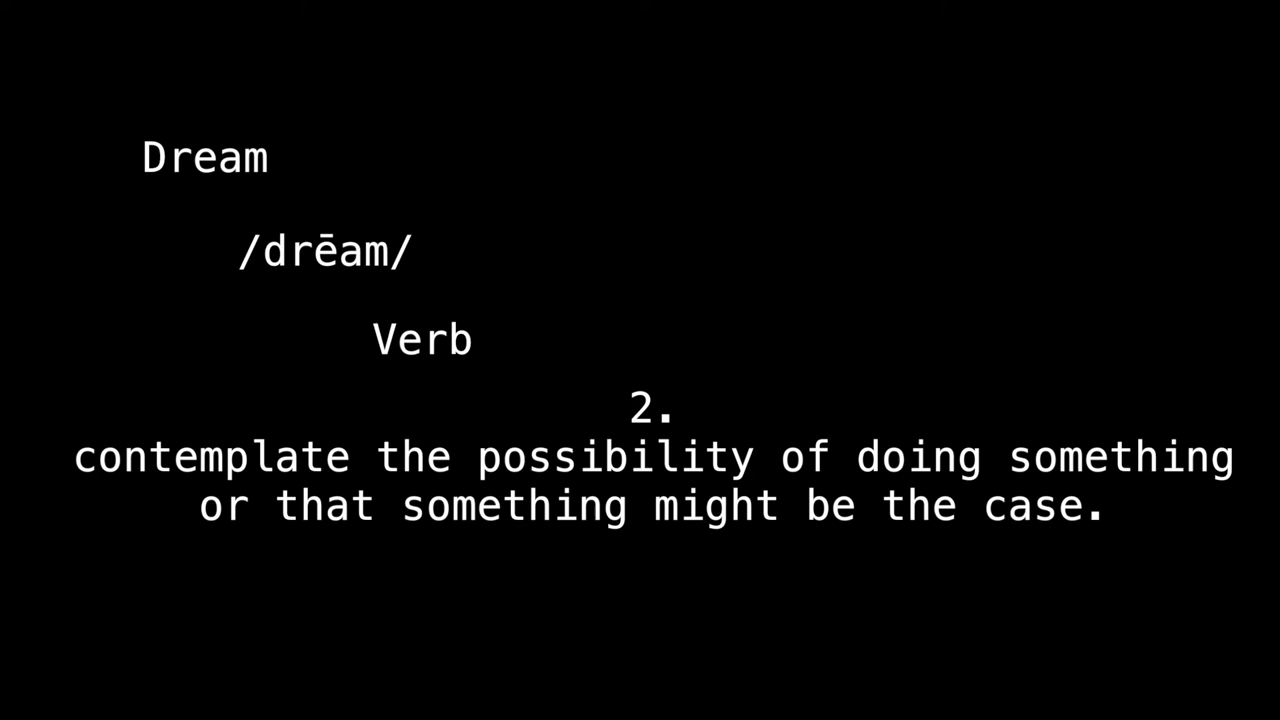 Dream
/drēam/
Verb
2.
contemplate the possibility of doing something
or that something might be the case.